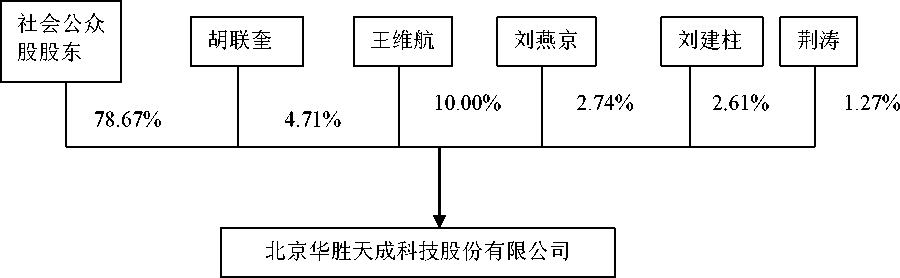 社会公众
股股东
胡联奎
王维航
刘燕京
刘建柱
荆涛
78.67%
4.71%
10.00%
2.74%
2.61%
1.27%
北京华胜天成科技股份有限公司